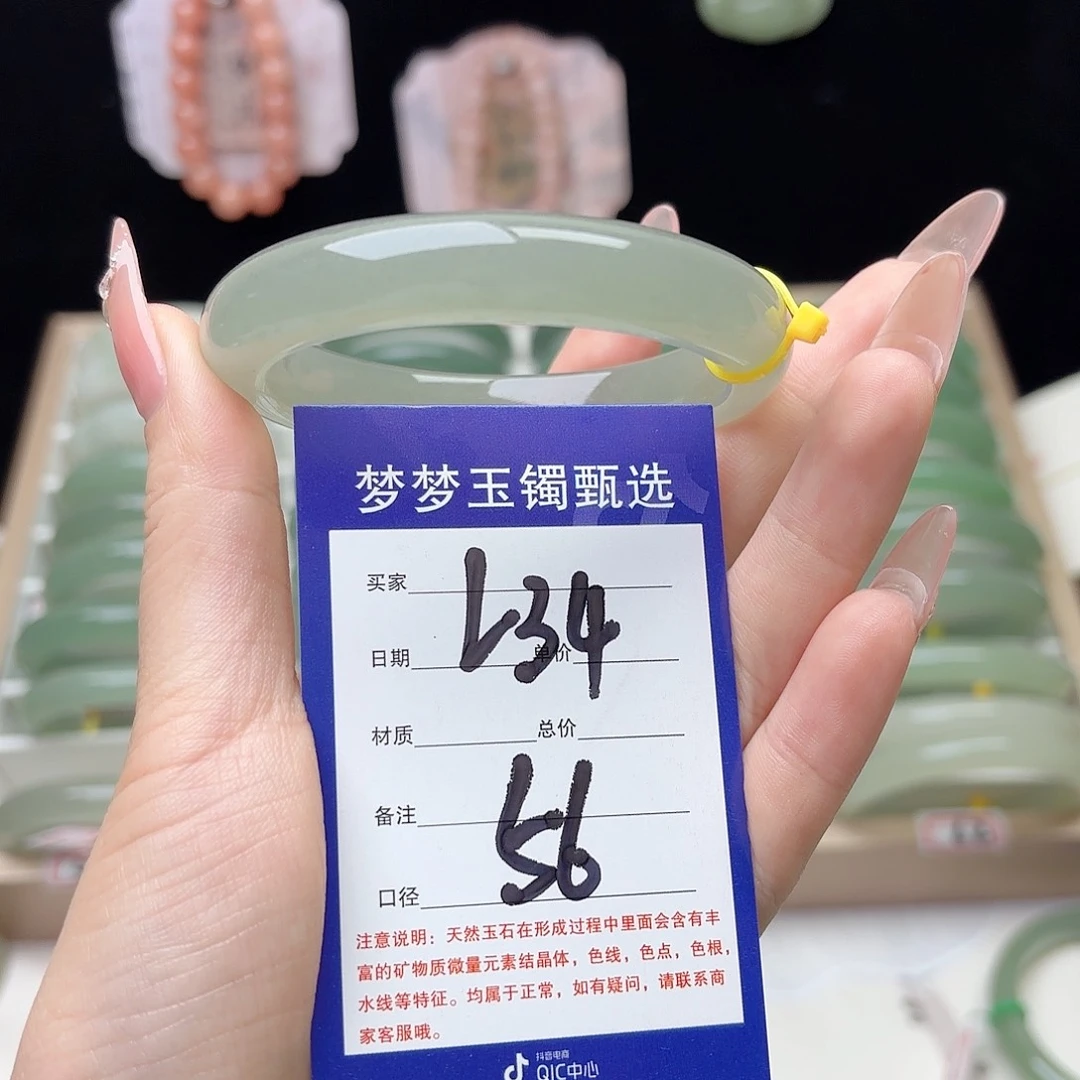 梦梦玉镯甄选
买家
L34
日期 单价
材质 总价
备注
56
口径
注意说明：天然玉石在形成过程中里面会含有丰
富的矿物质微量元素结晶体，色线，色点，色根，
水线等特征。均属于正常，如有疑问，请联系商
家客服哦。
抖音电商
QIC中心